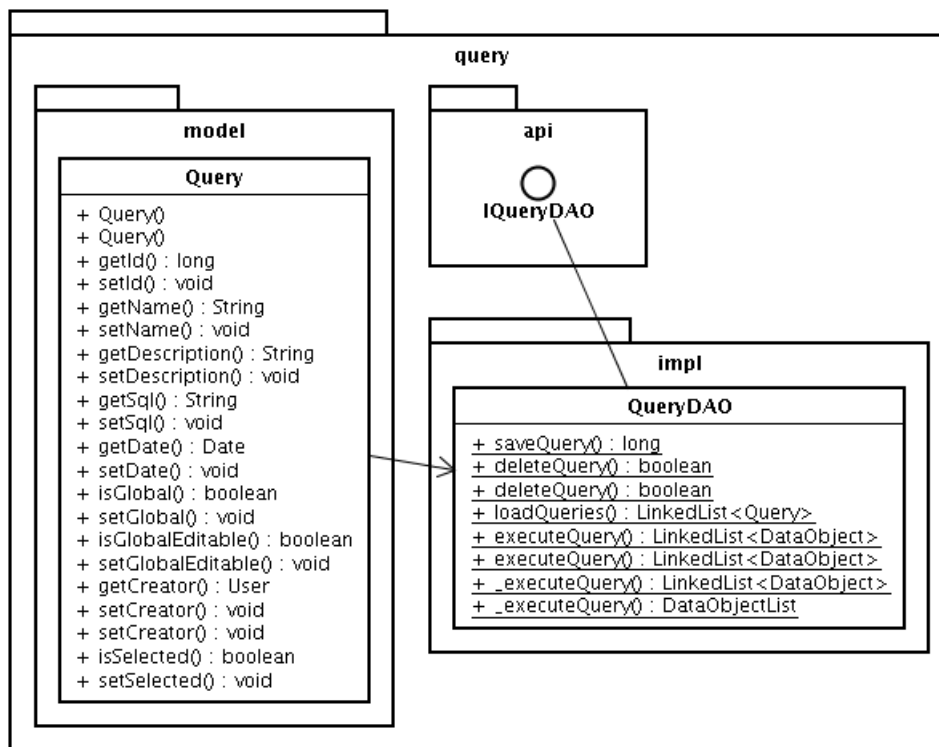 query
model
Query
+ Query()
+ Query()
+ getId() : long
+ setId() : void
+ getName() : String
+ setName() : void
+ getDescription() : String
+ setDescription() : void
+ getSql() : String
+ setSql() : void
+ getDate() : Date
+ setDate() : void
+ isGlobal() : boolean
+ setGlobal() : void
+ isGlobalEditable() : boolean
+ setGlobalEditable() : void
+ getCreator() : User
+ setCreator() : void
+ setCreator() : void
+ isSelected() : boolean
+ setSelected() : void
api
IQueryDAO
impl
QueryDAO
+ saveQuery() : long
+ deleteQuery() : boolean
+ deleteQuery() : boolean
+ loadQueries() : LinkedList<Query>
+ executeQuery() : LinkedList<DataObject>
+ executeQuery() : LinkedList<DataObject>
+ _executeQuery() : LinkedList<DataObject>
+ _executeQuery() : DataObjectList